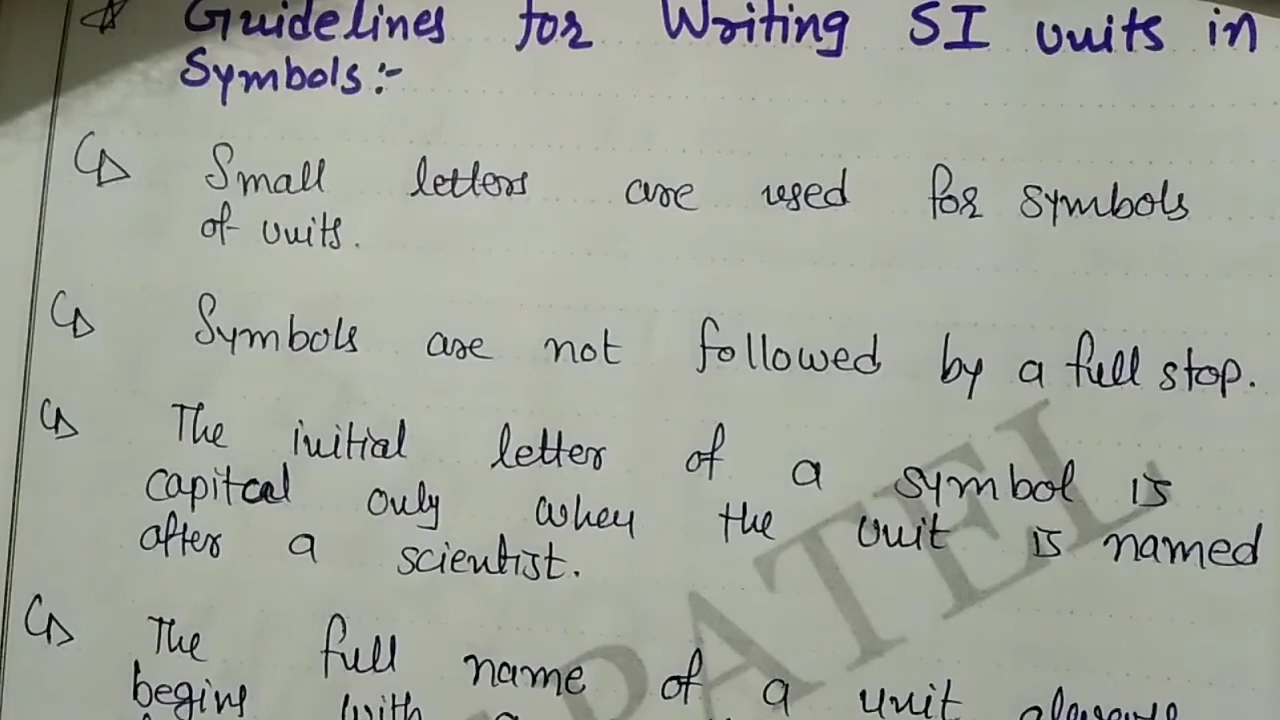 * Guidelines for Writing SI units in
Symbols:-
Small letters are used for symbols
of units.
Symbols are not followed by a full stop.
The initial letter of a symbol is
capital only when the unit is named
after a scientist.
The full name of a unit always
begins with a
PATEL